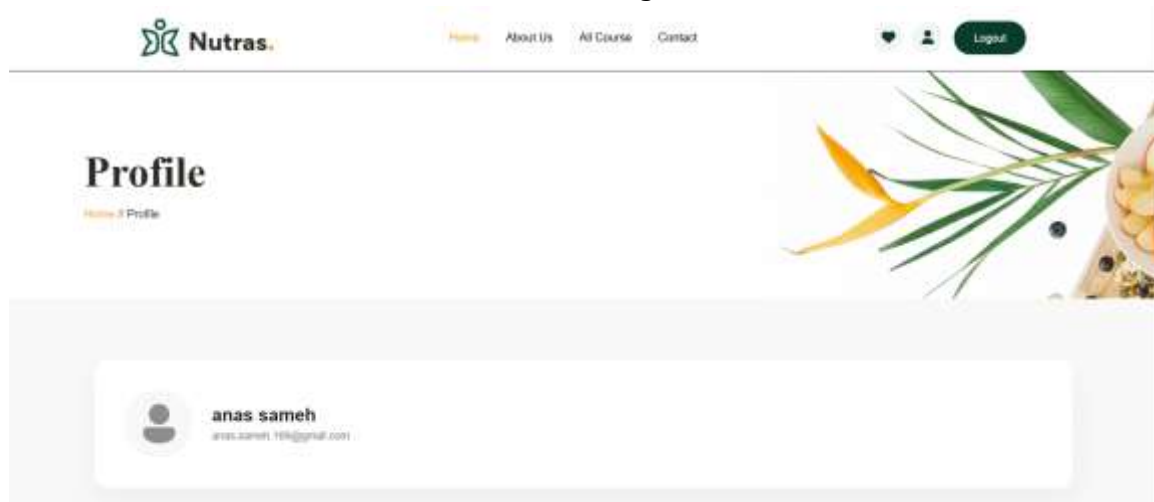 Nutras.
Home About Us All Course Contact
Logout
Profile
Home // Profile
anas sameh